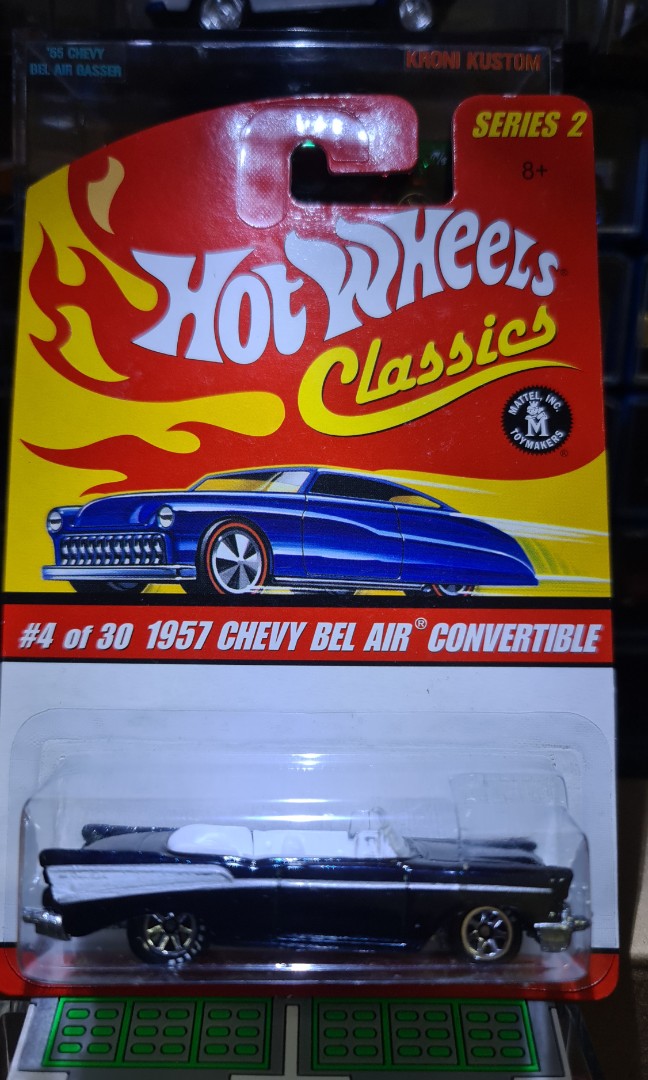 '55 CHEVY
BEL AIR GASSER
KRONI KUSTOM
SERIES 2
8+
HOT WHEELS
Classics
MATTEL, INC.
M
TOYMAKERS
®
#4 of 30 1957 CHEVY BEL AIR® CONVERTIBLE